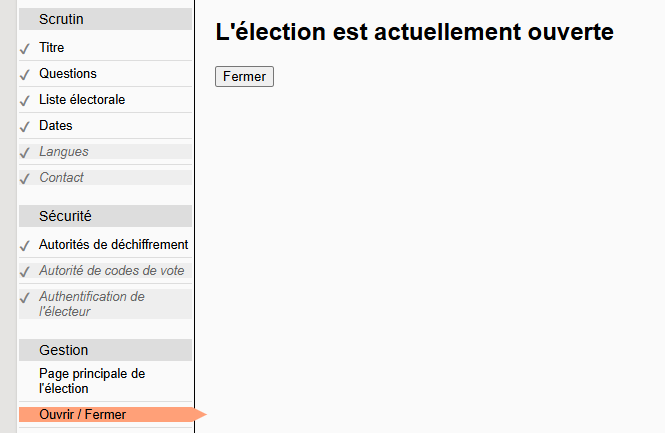 Scrutin
Titre
Questions
Liste électorale
Dates
Langues
Contact
Sécurité
Autorités de déchiffrement
Autorité de codes de vote
Authentification de
l'électeur
Gestion
Page principale de
l'élection
Ouvrir / Fermer
L'élection est actuellement ouverte
Fermer